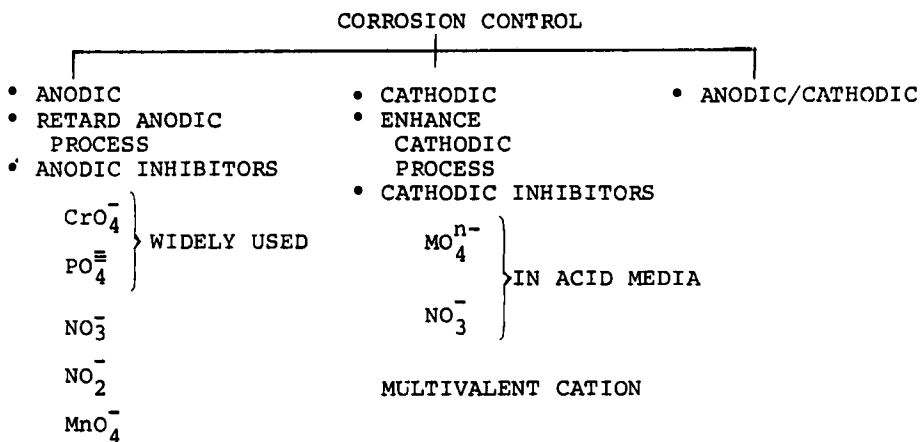 CORROSION CONTROL
• ANODIC
• RETARD ANODIC
PROCESS
• ANODIC INHIBITORS
CrO₄⁻
PO₄≡
WIDELY USED
NO₃⁻
NO₂⁻
MnO₄⁻
• CATHODIC
• ENHANCE
CATHODIC
PROCESS
• CATHODIC INHIBITORS
MO₄ⁿ⁻
NO₃⁻
IN ACID MEDIA
MULTIVALENT CATION
• ANODIC/CATHODIC